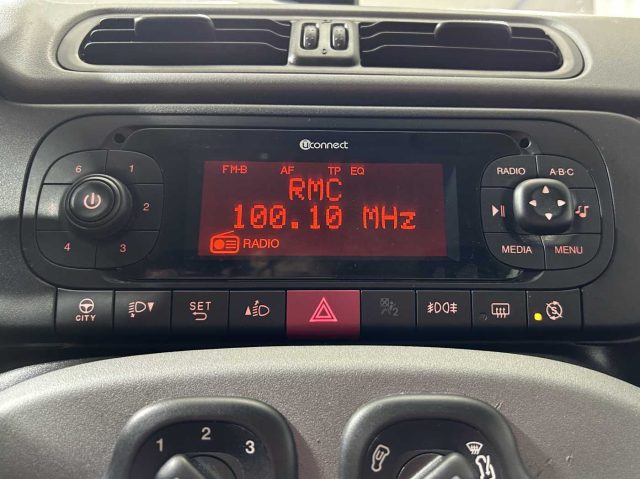 Uconnect
FM-B AF TP EQ
RMC
100.10 MHz
RADIO
6 1
2
4 3
RADIO A·B·C
MEDIA MENU
CITY
SET
2
1 2 3